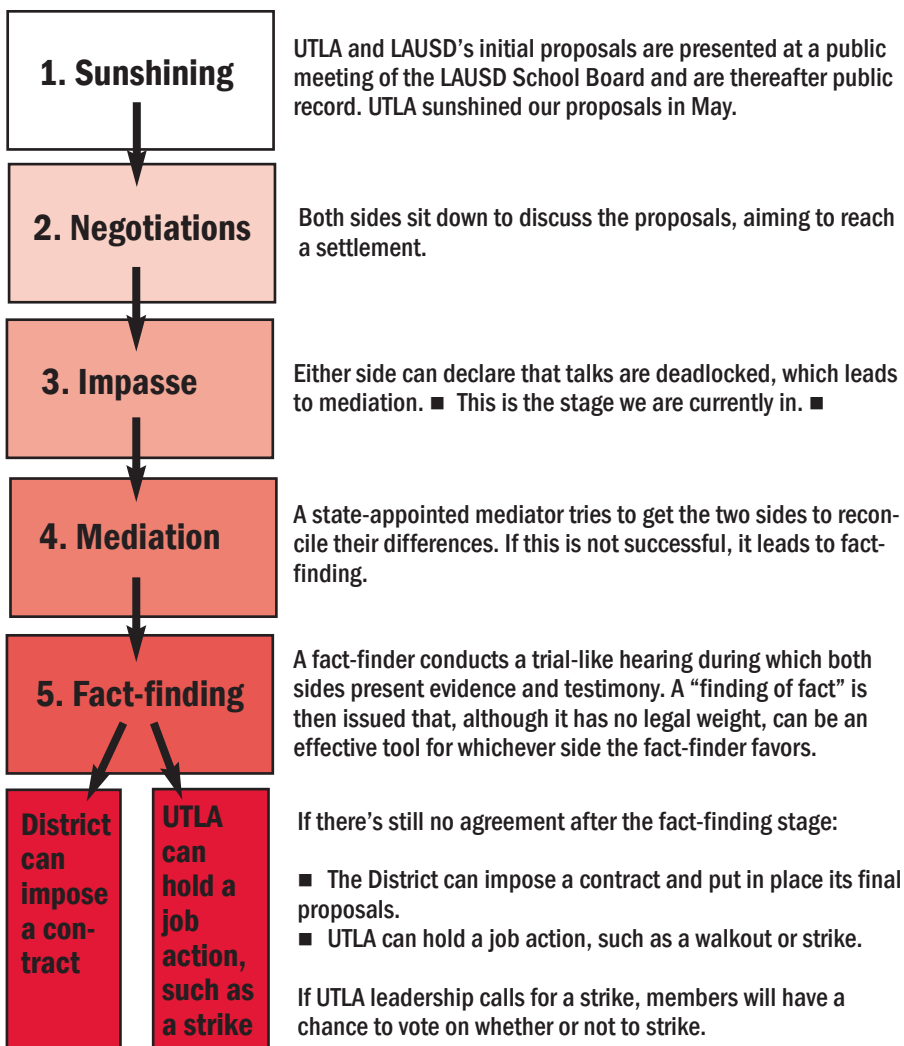 1. Sunshining
UTLA and LAUSD's initial proposals are presented at a public
meeting of the LAUSD School Board and are thereafter public
record. UTLA sunshined our proposals in May.
2. Negotiations
Both sides sit down to discuss the proposals, aiming to reach
a settlement.
3. Impasse
Either side can declare that talks are deadlocked, which leads
to mediation. ■ This is the stage we are currently in. ■
4. Mediation
A state-appointed mediator tries to get the two sides to recon-
cile their differences. If this is not successful, it leads to fact-
finding.
5. Fact-finding
A fact-finder conducts a trial-like hearing during which both
sides present evidence and testimony. A “finding of fact” is
then issued that, although it has no legal weight, can be an
effective tool for whichever side the fact-finder favors.
District
can
impose
a con-
tract
UTLA
can
hold a
job
action,
such as
a strike
If there's still no agreement after the fact-finding stage:
■ The District can impose a contract and put in place its final
proposals.
■ UTLA can hold a job action, such as a walkout or strike.
If UTLA leadership calls for a strike, members will have a
chance to vote on whether or not to strike.